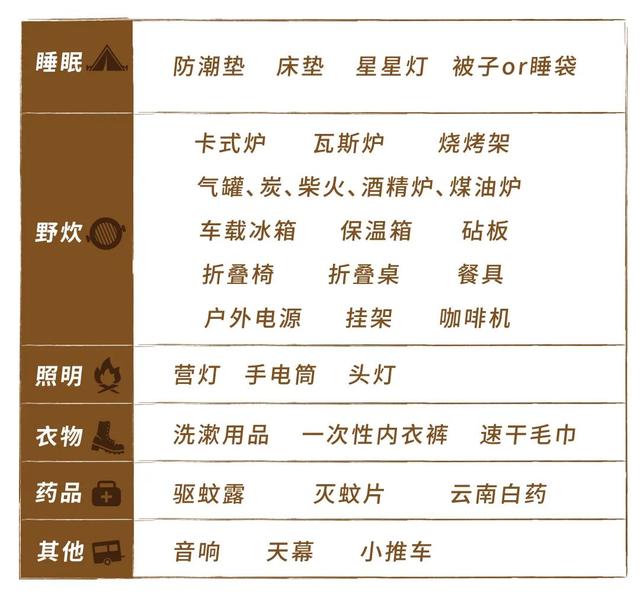 睡眠
防潮垫 床垫 星星灯 被子or睡袋
野炊
卡式炉 瓦斯炉 烧烤架
气罐、炭、柴火、酒精炉、煤油炉
车载冰箱 保温箱 砧板
折叠椅 折叠桌 餐具
户外电源 挂架 咖啡机
照明
营灯 手电筒 头灯
衣物
洗漱用品 一次性内衣裤 速干毛巾
药品
驱蚊露 灭蚊片 云南白药
其他
音响 天幕 小推车